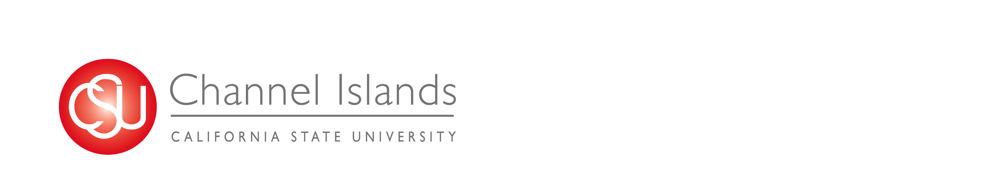 CSU
Channel Islands
CALIFORNIA STATE UNIVERSITY